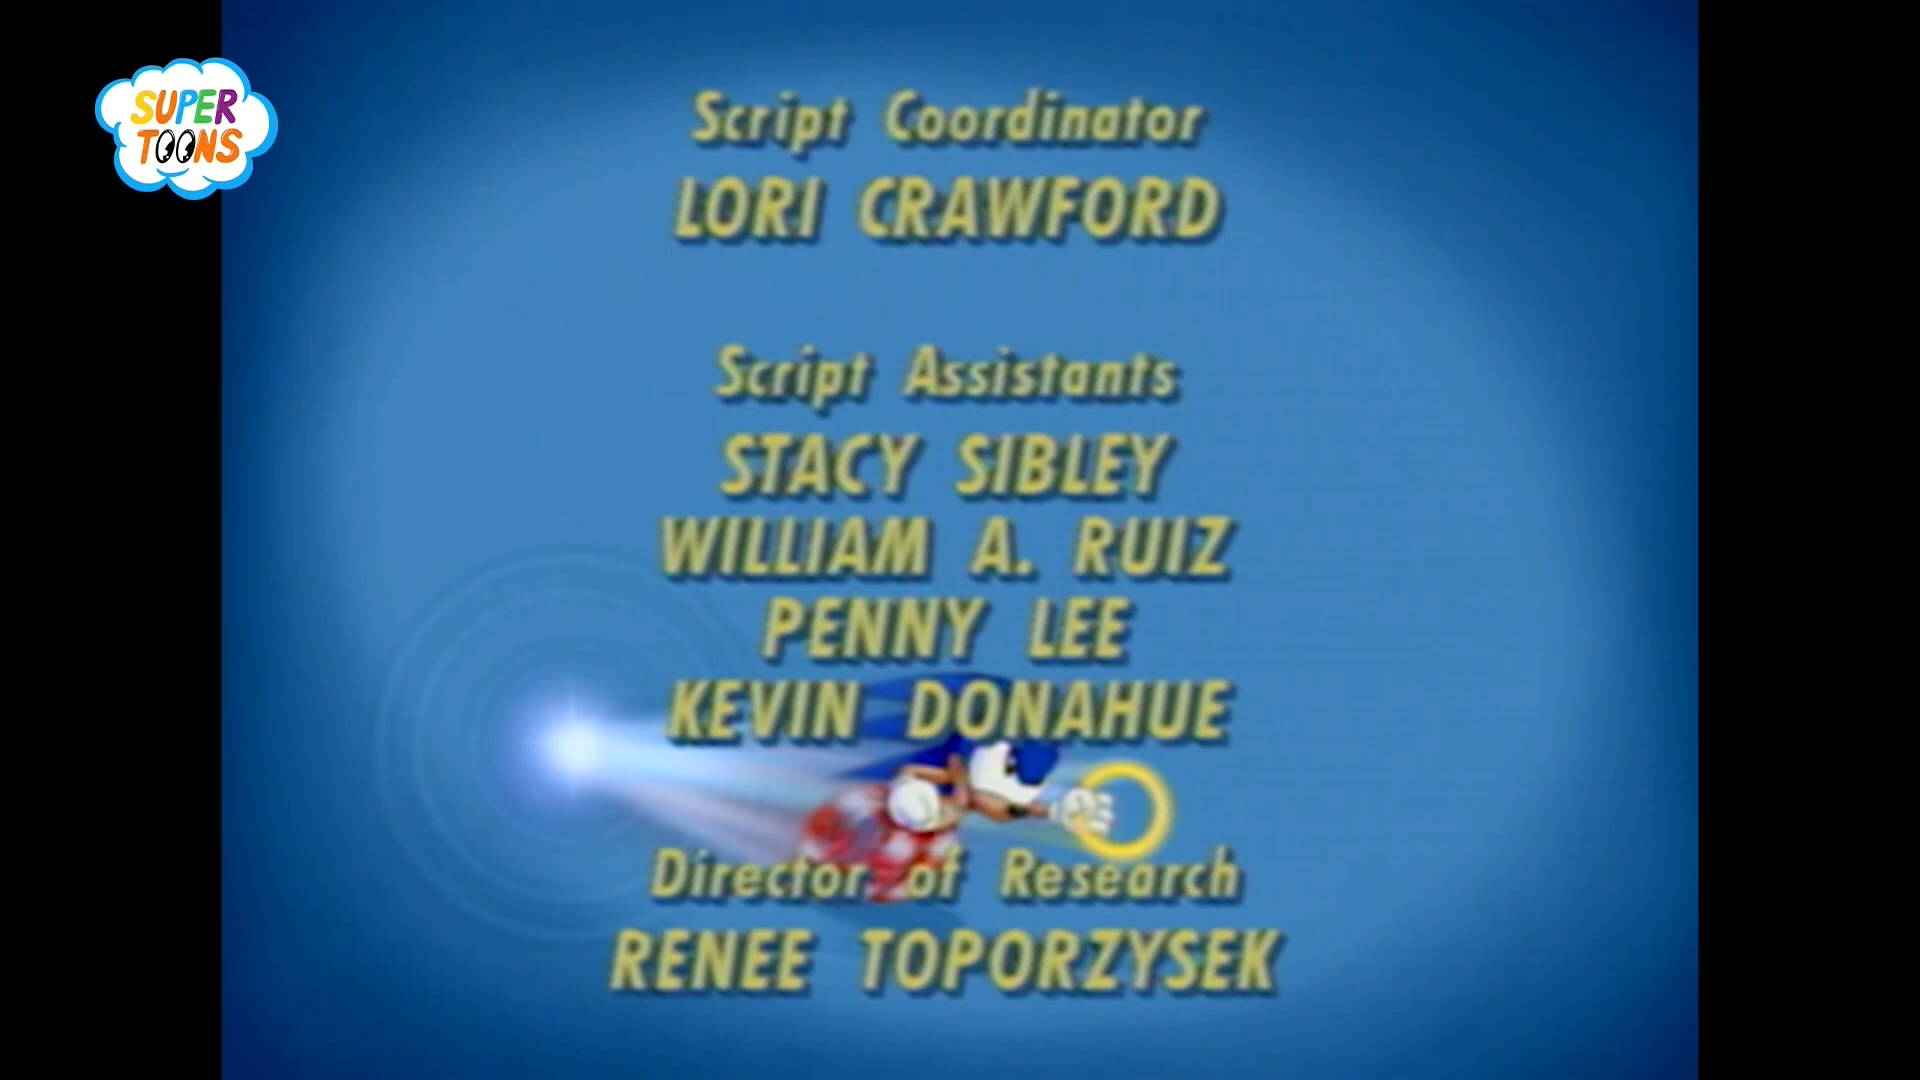 SUPER
TOONS
Script Coordinator
LORI CRAWFORD
Script Assistants
STACY SIBLEY
WILLIAM A. RUIZ
PENNY LEE
KEVIN DONAHUE
Director of Research
RENEE TOPORZYSEK